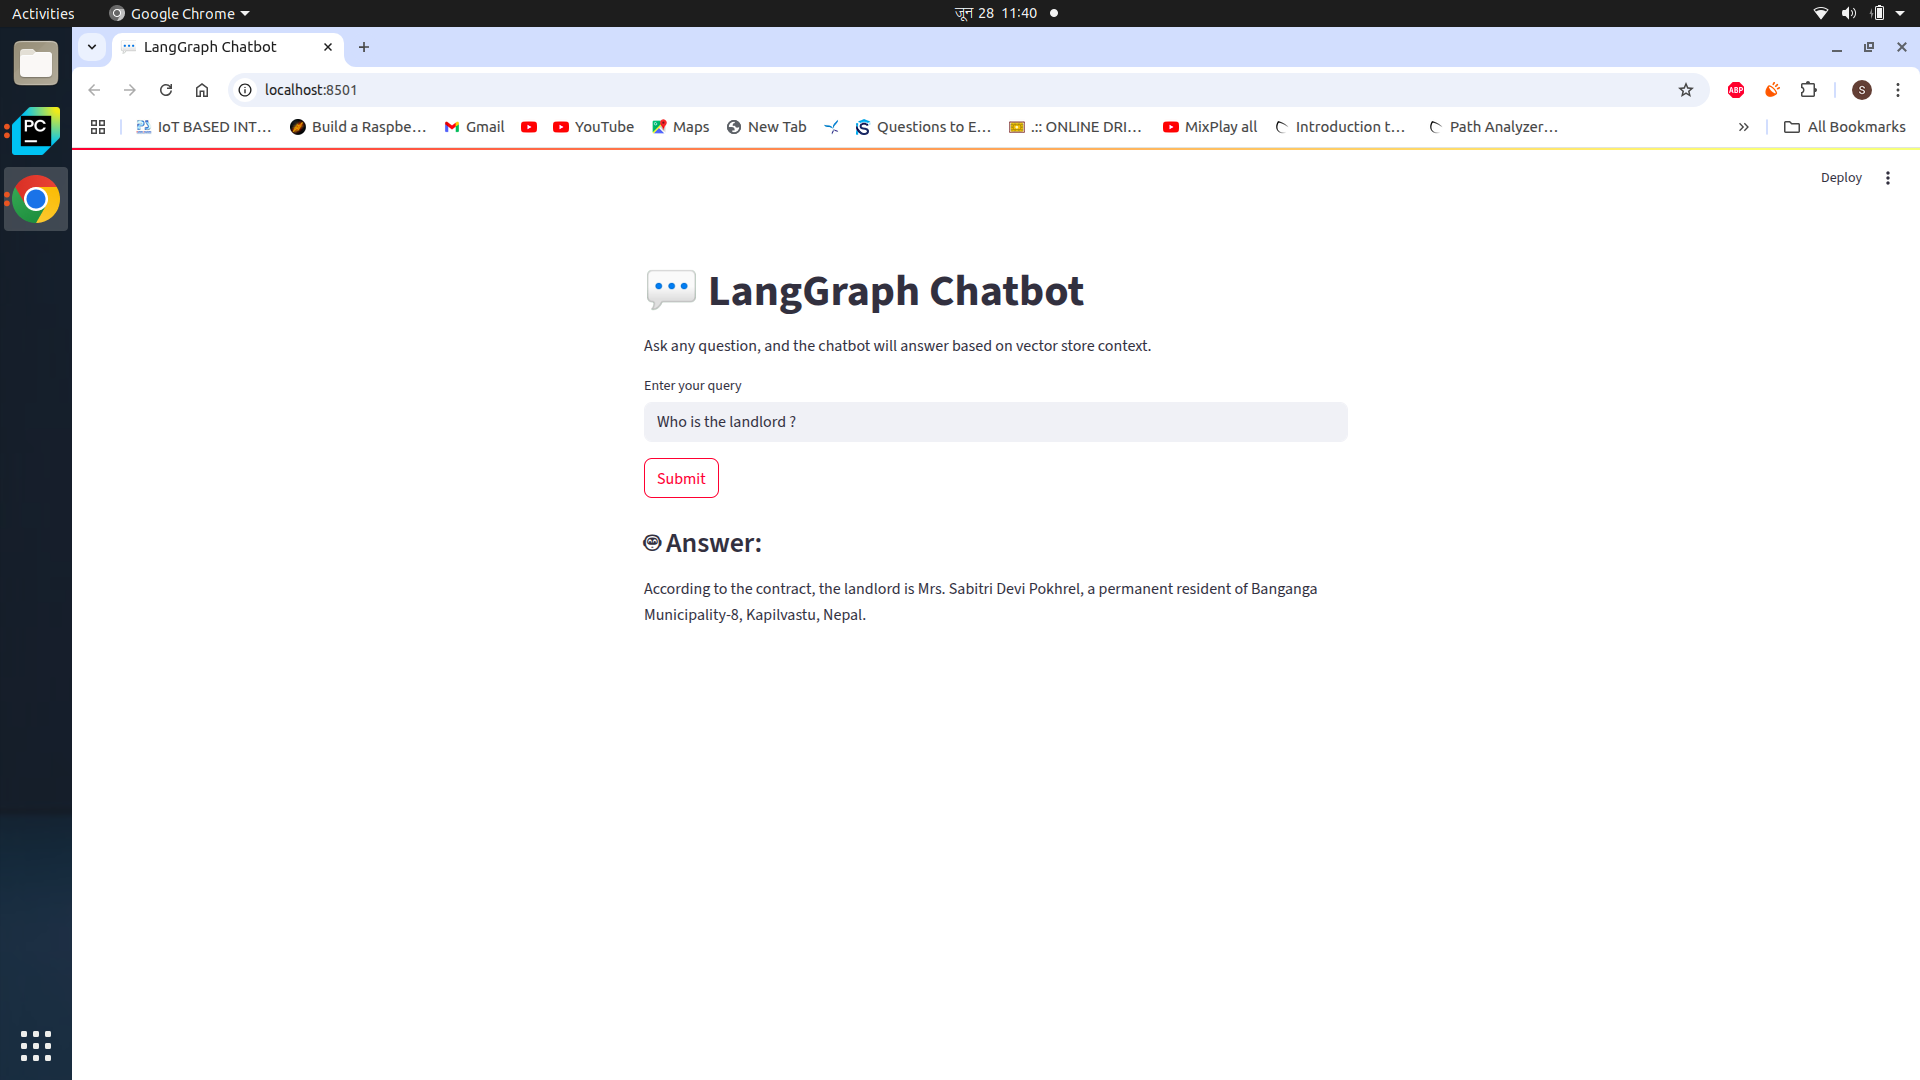 Activities
Google Chrome
जून 28 11:40
LangGraph Chatbot
localhost:8501
ABP
S
PC
IoT BASED INT…
Build a Raspbe…
Gmail
YouTube
Maps
New Tab
Questions to E…
.:: ONLINE DRI…
MixPlay all
Introduction t…
Path Analyzer…
All Bookmarks
Deploy
LangGraph Chatbot
Ask any question, and the chatbot will answer based on vector store context.
Enter your query
Who is the landlord ?
Submit
Answer:
According to the contract, the landlord is Mrs. Sabitri Devi Pokhrel, a permanent resident of Banganga
Municipality-8, Kapilvastu, Nepal.